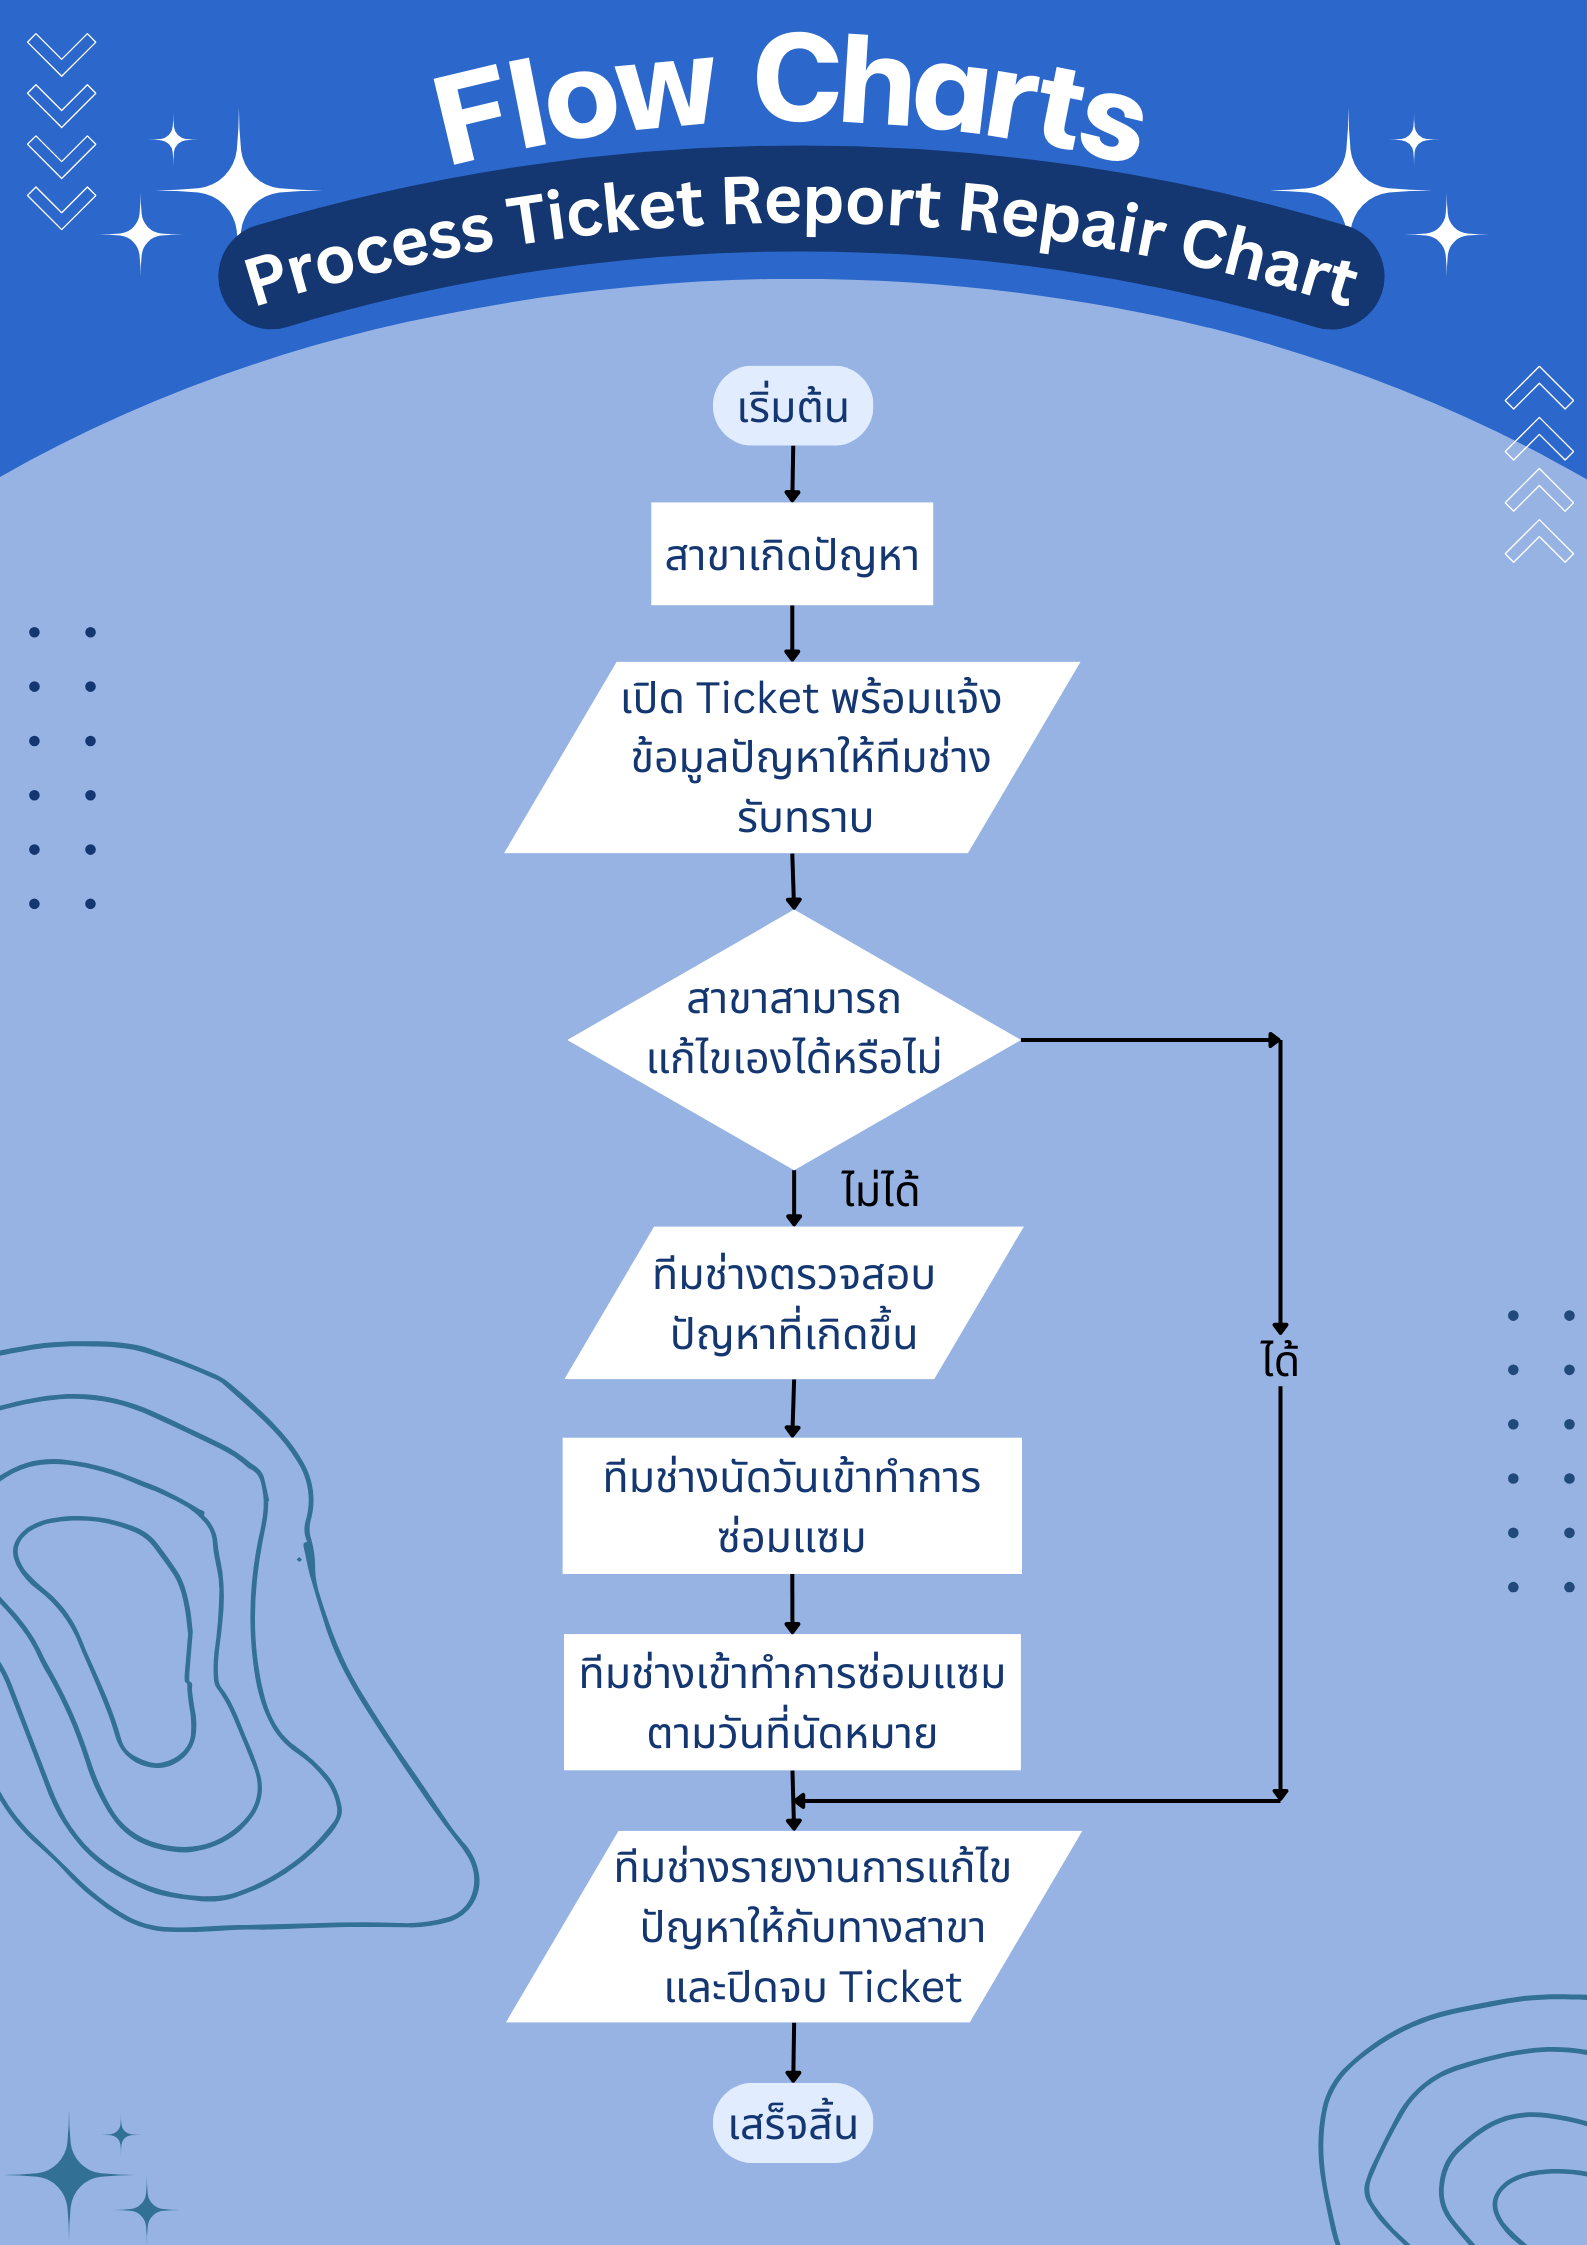 Flow Charts
Process Ticket Report Repair Chart
เริ่มต้น
สาขาเกิดปัญหา
เปิด Ticket พร้อมแจ้ง
ข้อมูลปัญหาให้ทีมช่าง
รับทราบ
สาขาสามารถ
แก้ไขเองได้หรือไม่
ไม่ได้
ทีมช่างตรวจสอบ
ปัญหาที่เกิดขึ้น
ได้
ทีมช่างนัดวันเข้าทำการ
ซ่อมแซม
ทีมช่างเข้าทำการซ่อมแซม
ตามวันที่นัดหมาย
ทีมช่างรายงานการแก้ไข
ปัญหาให้กับทางสาขา
และปิดจบ Ticket
เสร็จสิ้น